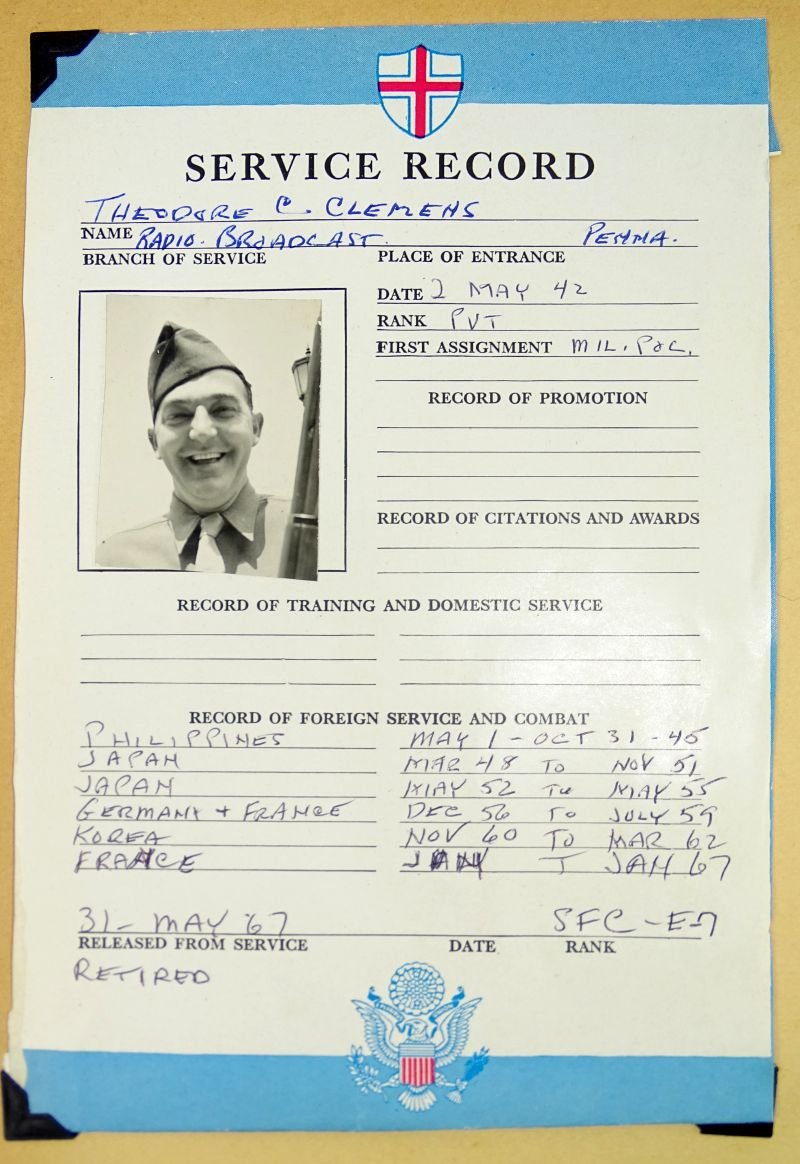 SERVICE RECORD
THEODORE C. CLEMENS
NAME RADIO. BROADCAST. PENNA.
BRANCH OF SERVICE PLACE OF ENTRANCE
DATE 2 MAY 42
RANK PVT
FIRST ASSIGNMENT MIL. POL.
RECORD OF PROMOTION
RECORD OF CITATIONS AND AWARDS
RECORD OF TRAINING AND DOMESTIC SERVICE
RECORD OF FOREIGN SERVICE AND COMBAT
PHILIPPINES MAY 1 - OCT 31 - 45
JAPAN MAR 48 TO NOV 51
JAPAN MAY 52 TO MAY 55
GERMANY + FRANCE DEC 56 TO JULY 59
KOREA NOV 60 TO MAR 62
FRANCE T JAN 67
31 - MAY '67 SFC - E-7
RELEASED FROM SERVICE DATE RANK
RETIRED